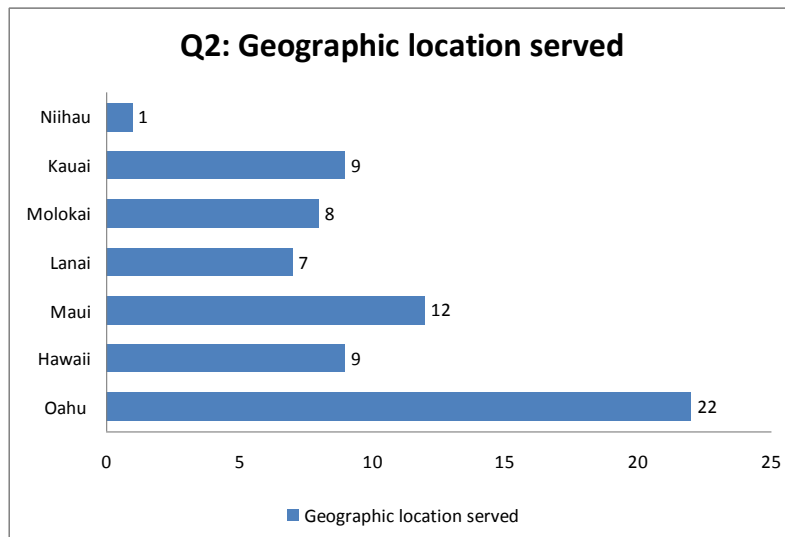 Q2: Geographic location served
Niihau 1
Kauai 9
Molokai 8
Lanai 7
Maui 12
Hawaii 9
Oahu 22
0 5 10 15 20 25
Geographic location served